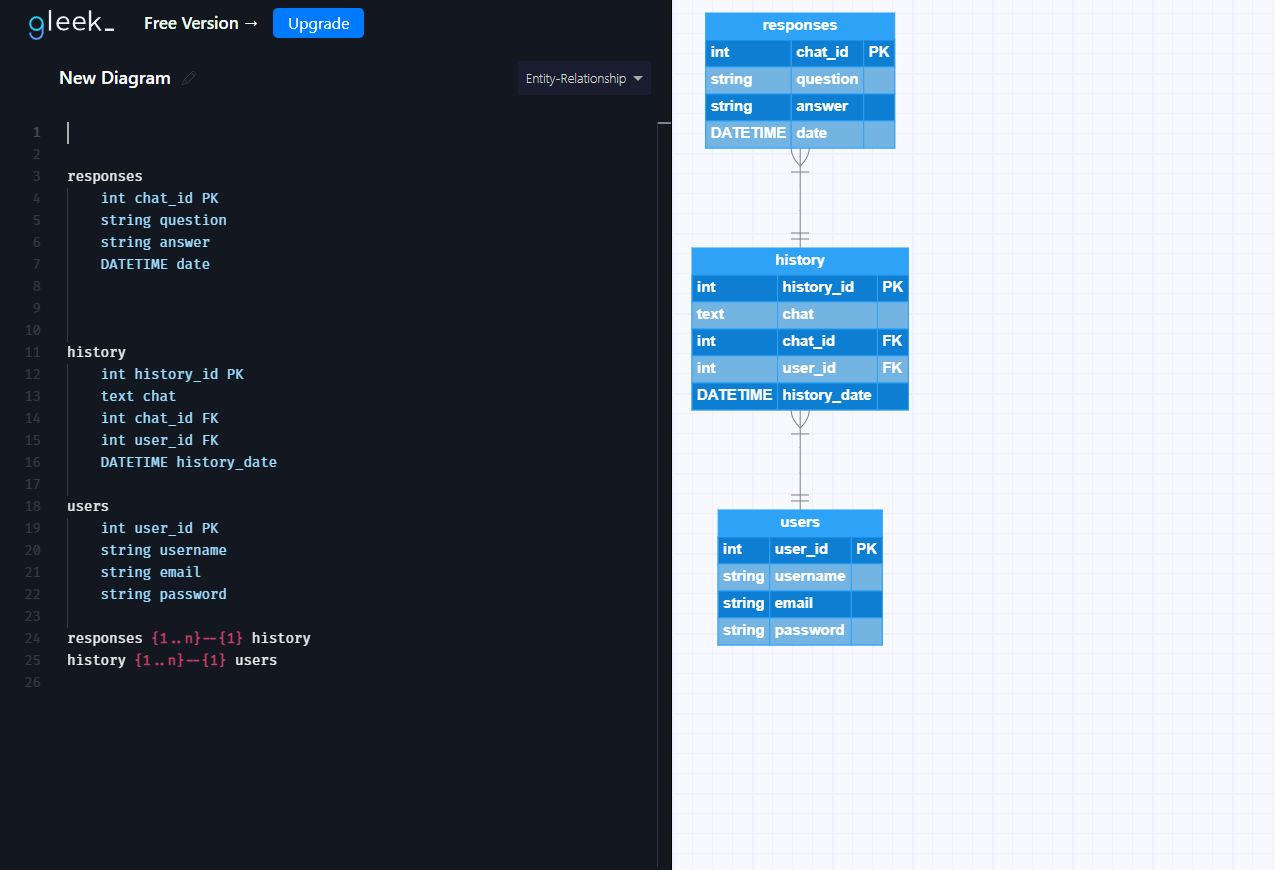 gleek_ Free Version → Upgrade
New Diagram Entity-Relationship
1
2
3 responses
4 int chat_id PK
5 string question
6 string answer
7 DATETIME date
8
9
10
11 history
12 int history_id PK
13 text chat
14 int chat_id FK
15 int user_id FK
16 DATETIME history_date
17
18 users
19 int user_id PK
20 string username
21 string email
22 string password
23
24 responses {1..n}--{1} history
25 history {1..n}--{1} users
26
responses
int chat_id PK
string question
string answer
DATETIME date
history
int history_id PK
text chat
int chat_id FK
int user_id FK
DATETIME history_date
users
int user_id PK
string username
string email
string password